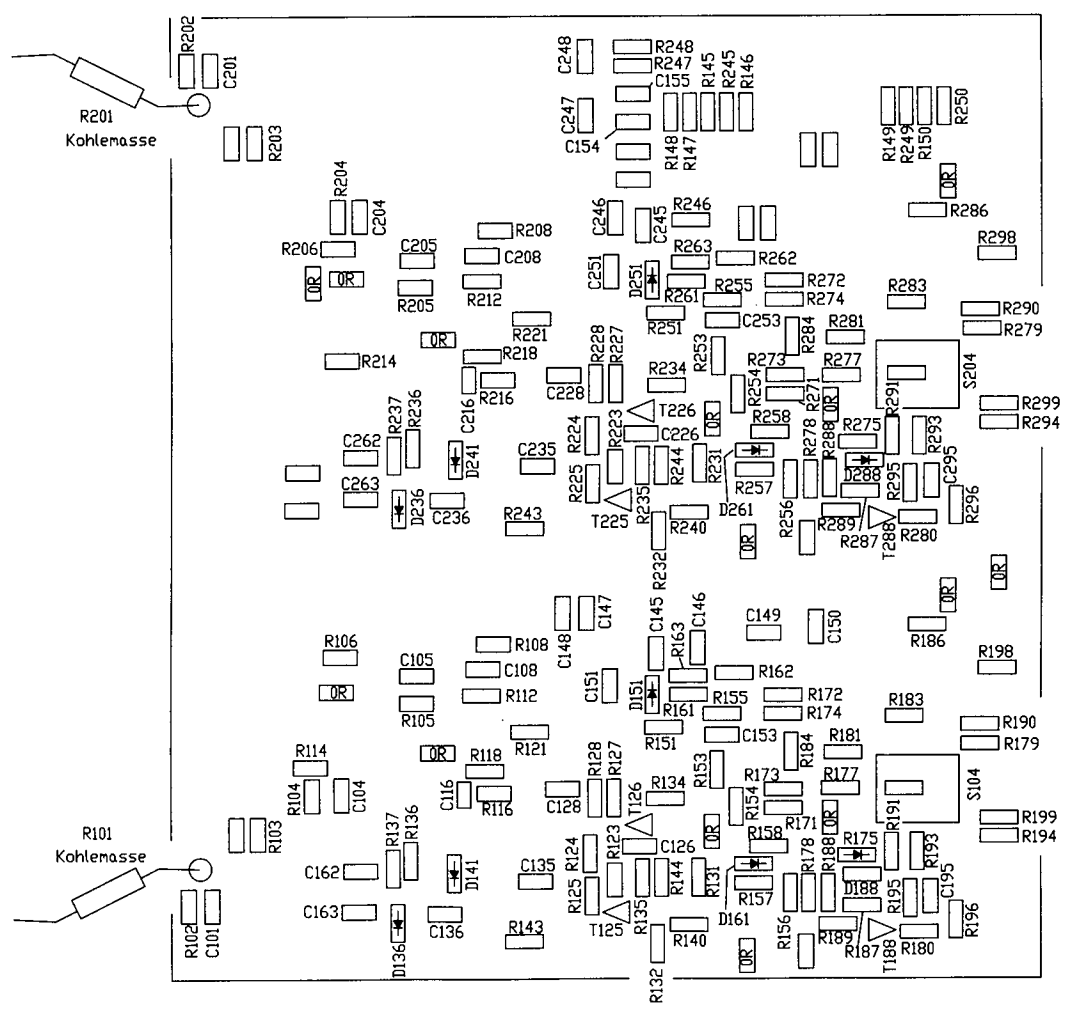 R202
C201
R201
Kohlemasse
R203
C248
R248
R247
C155
R145
R245
R146
C247
C154
R148
R147
R149
R249
R150
R250
0R
R286
R204
C204
R206
0R
0R
C205
R205
R208
C208
R212
C246
C245
R246
R263
R262
C251
D251
R261
R255
R272
R274
R298
R283
R290
R279
R221
R251
C253
R253
R284
R281
0R
R218
R214
C216
R216
C228
R228
R227
R234
R254
R273
R271
R277
S204
R291
R299
R294
0R
0R
T226
C226
R258
R278
R288
R275
R293
R237
R236
C262
C263
D241
D236
C236
C235
R243
R224
R223
R225
R235
R244
R231
T225
R232
R240
D261
R257
R256
D288
R289
R287
T288
R280
R295
C295
R296
0R
0R
0R
C148
C147
C145
R163
C146
C149
C150
R186
R198
R106
0R
C105
R105
R108
C108
R112
C151
D151
R161
R162
R155
R172
R174
R183
R190
R179
R121
R151
C153
R153
R184
R181
R114
0R
R118
R104
C104
C116
R116
C128
R128
R127
R134
R154
R173
R171
R177
S104
R191
R199
R194
0R
0R
T126
C126
R158
R178
R188
R175
R193
R101
Kohlemasse
R103
R137
R136
C162
C163
D141
D136
C136
C135
R143
R124
R123
R125
R135
R144
R131
T125
R132
R140
D161
R157
R156
D188
R189
R187
T188
R180
R195
C195
R196
0R
R102
C101